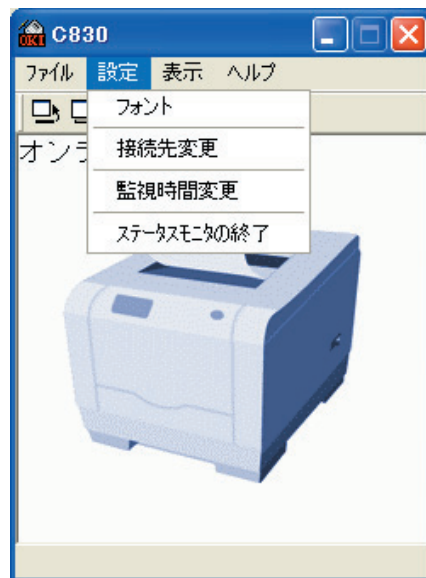 OKI C830
ファイル 設定 表示 ヘルプ
フォント
オンラ
接続先変更
監視時間変更
ステータスモニタの終了